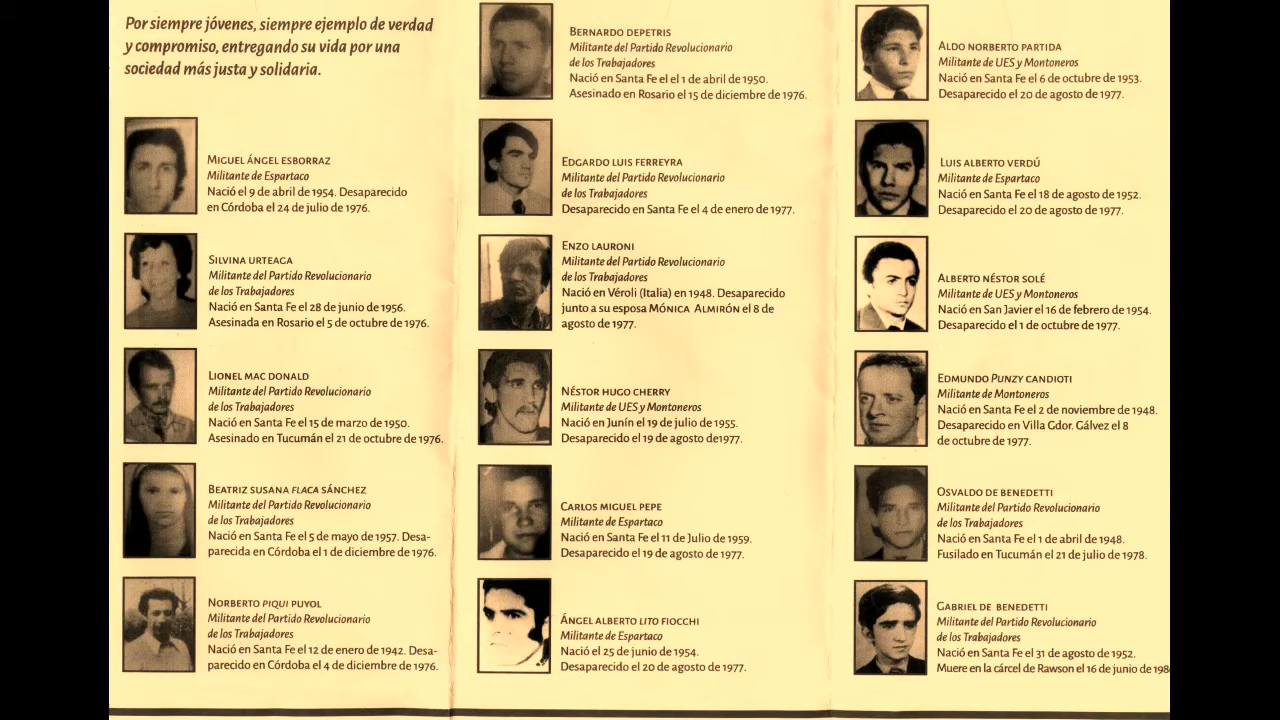 Por siempre jóvenes, siempre ejemplo de verdad
y compromiso, entregando su vida por una
sociedad más justa y solidaria.
MIGUEL ÁNGEL ESBORRAZ
Militante de Espartaco
Nació el 9 de abril de 1954. Desaparecido
en Córdoba el 24 de julio de 1976.
SILVINA URTEAGA
Militante del Partido Revolucionario
de los Trabajadores
Nació en Santa Fe el 28 de junio de 1956.
Asesinada en Rosario el 5 de octubre de 1976.
LIONEL MAC DONALD
Militante del Partido Revolucionario
de los Trabajadores
Nació en Santa Fe el 15 de marzo de 1950.
Asesinado en Tucumán el 21 de octubre de 1976.
BEATRIZ SUSANA FLACA SÁNCHEZ
Militante del Partido Revolucionario
de los Trabajadores
Nació en Santa Fe el 5 de mayo de 1957. Desa-
parecida en Córdoba el 1 de diciembre de 1976.
NORBERTO PIQUI PUYOL
Militante del Partido Revolucionario
de los Trabajadores
Nació en Santa Fe el 12 de enero de 1942. Desa-
parecido en Córdoba el 4 de diciembre de 1976.
BERNARDO DEPETRIS
Militante del Partido Revolucionario
de los Trabajadores
Nació en Santa Fe el el 1 de abril de 1950.
Asesinado en Rosario el 15 de diciembre de 1976.
EDGARDO LUIS FERREYRA
Militante del Partido Revolucionario
de los Trabajadores
Desaparecido en Santa Fe el 4 de enero de 1977.
ENZO LAURONI
Militante del Partido Revolucionario
de los Trabajadores
Nació en Véroli (Italia) en 1948. Desaparecido
junto a su esposa MÓNICA ALMIRÓN el 8 de
agosto de 1977.
NÉSTOR HUGO CHERRY
Militante de UES y Montoneros
Nació en Junín el 19 de julio de 1955.
Desaparecido el 19 de agosto de1977.
CARLOS MIGUEL PEPE
Militante de Espartaco
Nació en Santa Fe el 11 de Julio de 1959.
Desaparecido el 19 de agosto de 1977.
ÁNGEL ALBERTO LITO FIOCCHI
Militante de Espartaco
Nació el 25 de junio de 1954.
Desaparecido el 20 de agosto de 1977.
ALDO NORBERTO PARTIDA
Militante de UES y Montoneros
Nació en Santa Fe el 6 de octubre de 1953.
Desaparecido el 20 de agosto de 1977.
LUIS ALBERTO VERDÚ
Militante de Espartaco
Nació en Santa Fe el 18 de agosto de 1952.
Desaparecido el 20 de agosto de 1977.
ALBERTO NÉSTOR SOLÉ
Militante de UES y Montoneros
Nació en San Javier el 16 de febrero de 1954.
Desaparecido el 1 de octubre de 1977.
EDMUNDO PUNZY CANDIOTI
Militante de Montoneros
Nació en Santa Fe el 2 de noviembre de 1948.
Desaparecido en Villa Gdor. Gálvez el 8
de octubre de 1977.
OSVALDO DE BENEDETTI
Militante del Partido Revolucionario
de los Trabajadores
Nació en Santa Fe el 1 de abril de 1948.
Fusilado en Tucumán el 21 de julio de 1978.
GABRIEL DE BENEDETTI
Militante del Partido Revolucionario
de los Trabajadores
Nació en Santa Fe el 31 de agosto de 1952.
Muere en la cárcel de Rawson el 16 de junio de